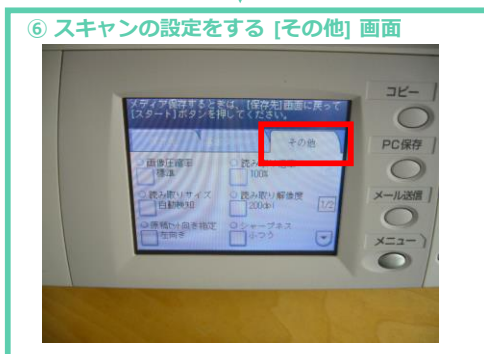 ⑥ スキャンの設定をする [その他] 画面
メディア保存するときは、[保存先]画面に戻って
[スタート]ボタンを押してください。
その他
画像圧縮率
標準
100%
読み取りサイズ
自動検知
読み取り解像度
200dpi
1/2
原稿セット向き指定
左向き
シャープネス
ふつう
コピー
PC保存
メール送信
メニュー